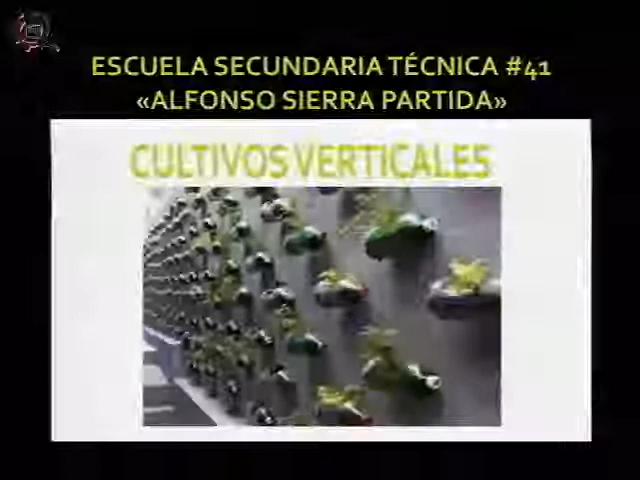 ESCUELA SECUNDARIA TÉCNICA #41
«ALFONSO SIERRA PARTIDA»
CULTIVOS VERTICALES